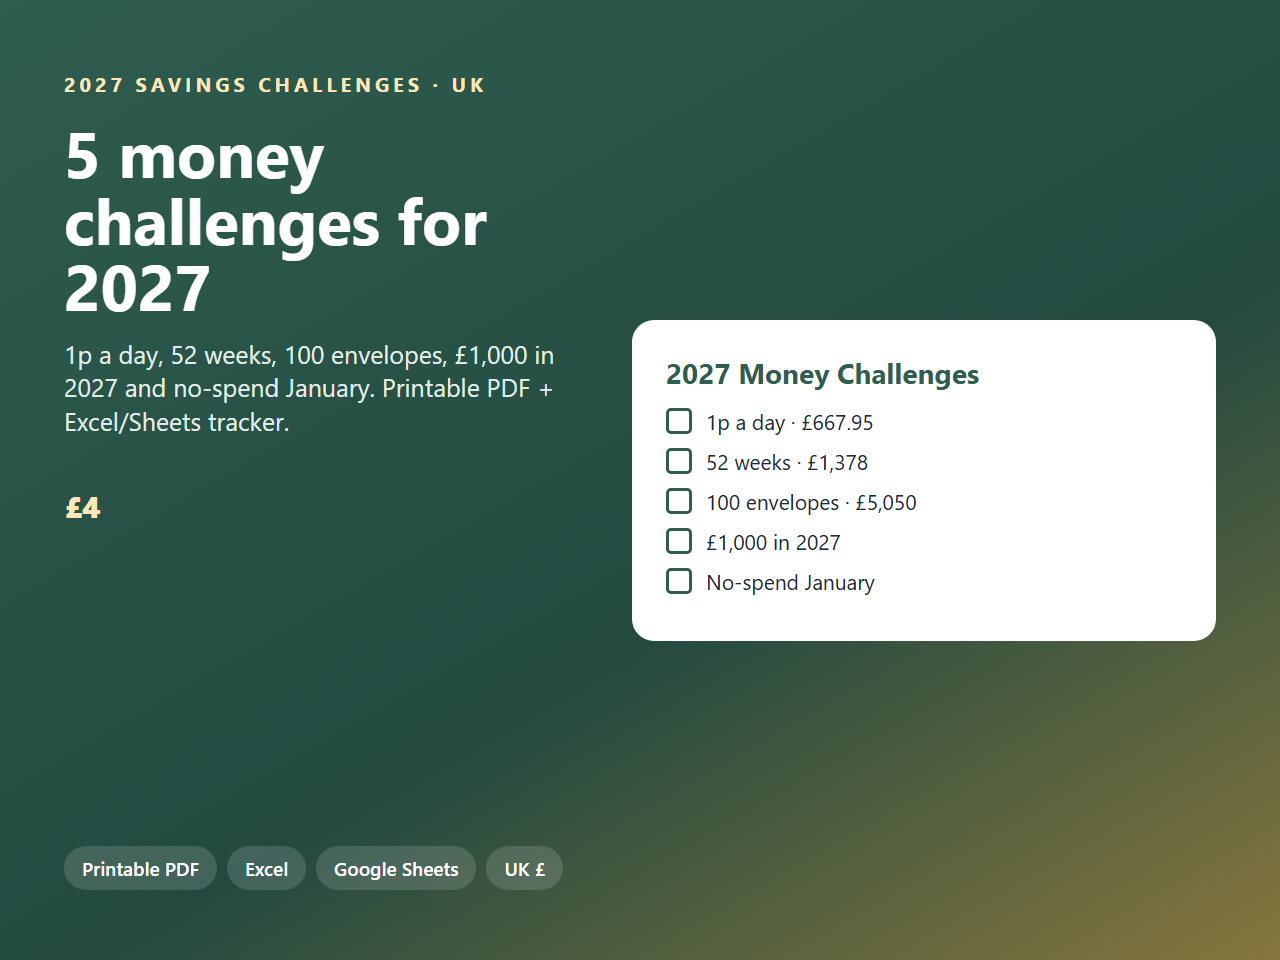 2027 SAVINGS CHALLENGES · UK
5 money
challenges for
2027
1p a day, 52 weeks, 100 envelopes, £1,000 in
2027 and no-spend January. Printable PDF +
Excel/Sheets tracker.
£4
2027 Money Challenges
1p a day · £667.95
52 weeks · £1,378
100 envelopes · £5,050
£1,000 in 2027
No-spend January
Printable PDF
Excel
Google Sheets
UK £